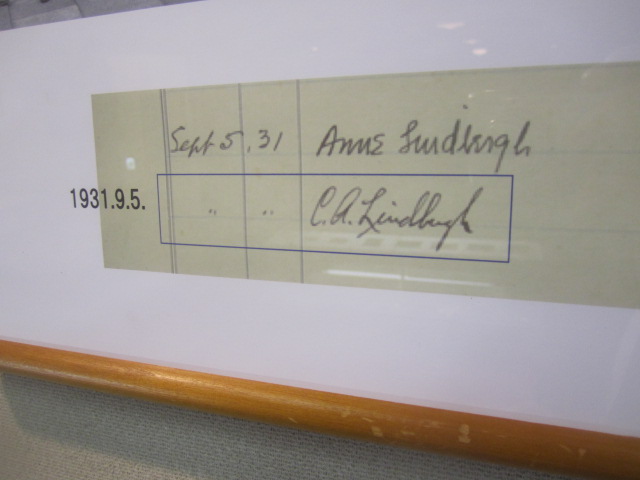 Sept 5, 31 Anne Lindbergh
1931.9.5.
" " C.A. Lindbergh